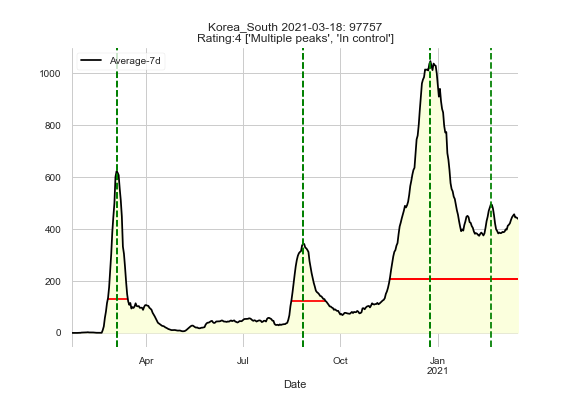 Korea_South 2021-03-18: 97757
Rating:4 ['Multiple peaks', 'In control']
Average-7d
1000
800
600
400
200
0
Apr
Jul
Oct
Jan
2021
Date